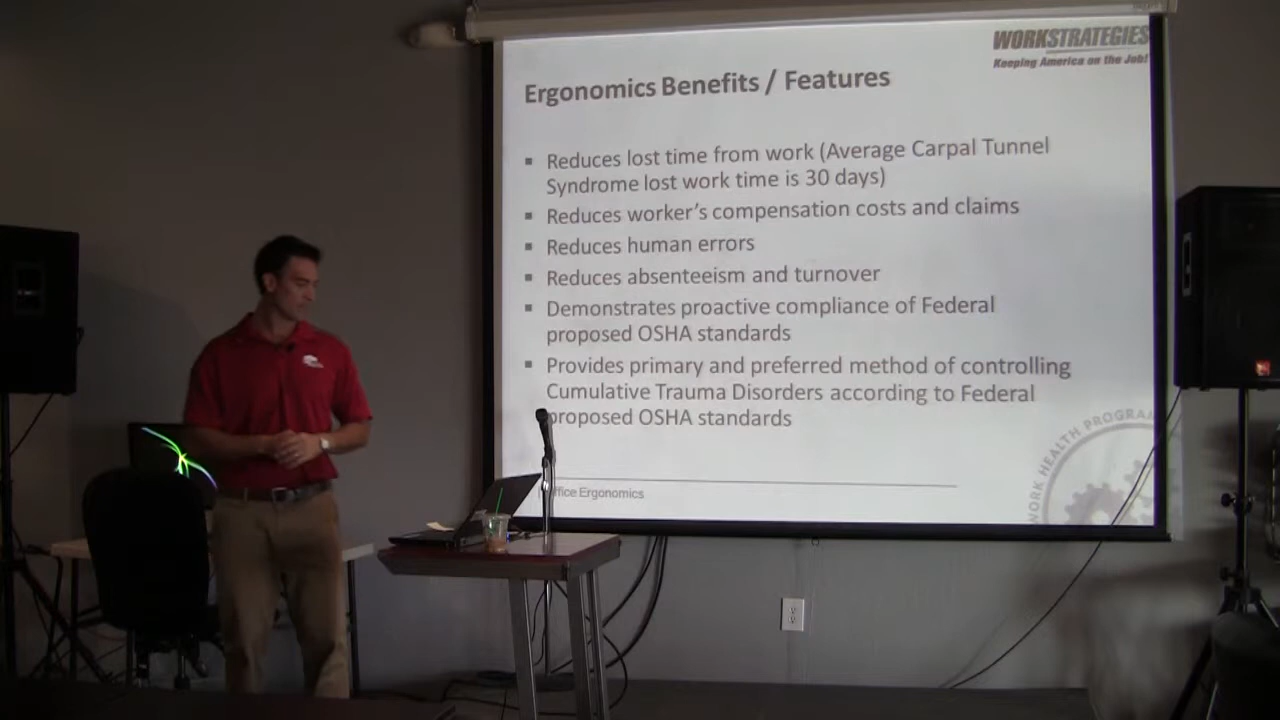 WORKSTRATEGIES
Keeping America on the Job!
Ergonomics Benefits / Features
▪ Reduces lost time from work (Average Carpal Tunnel
Syndrome lost work time is 30 days)
▪ Reduces worker's compensation costs and claims
▪ Reduces human errors
▪ Reduces absenteeism and turnover
▪ Demonstrates proactive compliance of Federal
proposed OSHA standards
▪ Provides primary and preferred method of controlling
Cumulative Trauma Disorders according to Federal
proposed OSHA standards
WORK HEALTH PROGRAM
Office Ergonomics